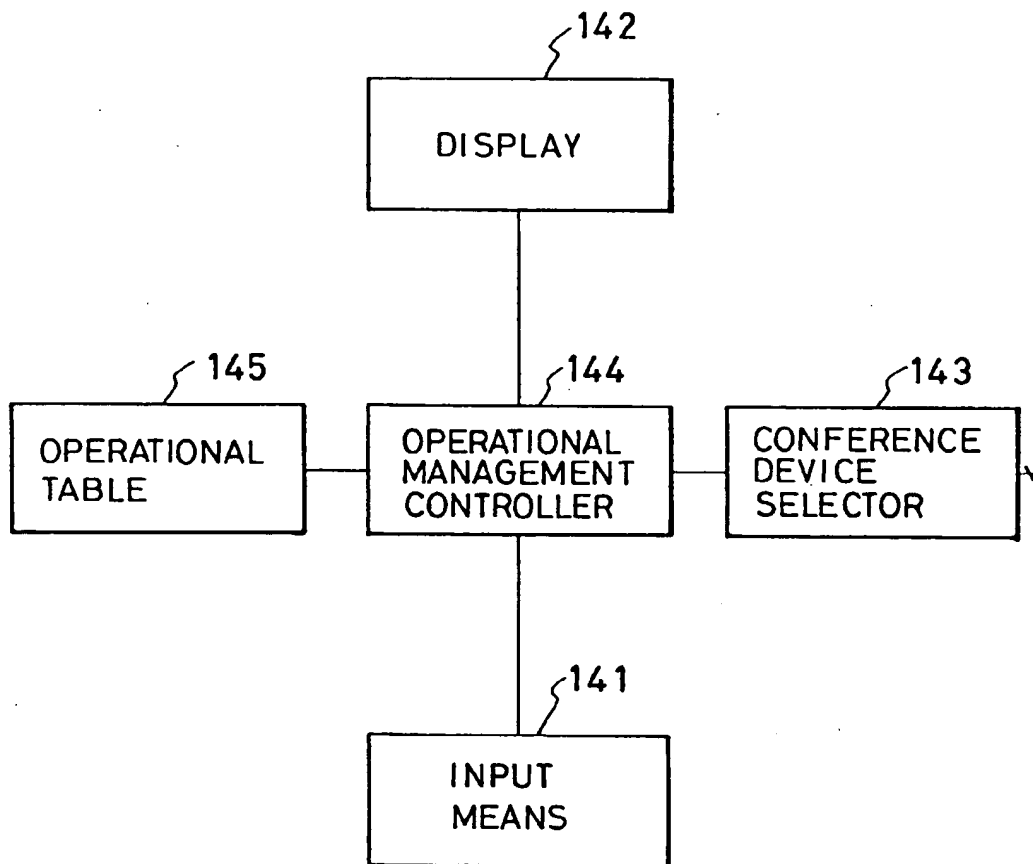 142
DISPLAY
145
OPERATIONAL
TABLE
144
OPERATIONAL
MANAGEMENT
CONTROLLER
143
CONFERENCE
DEVICE
SELECTOR
141
INPUT
MEANS